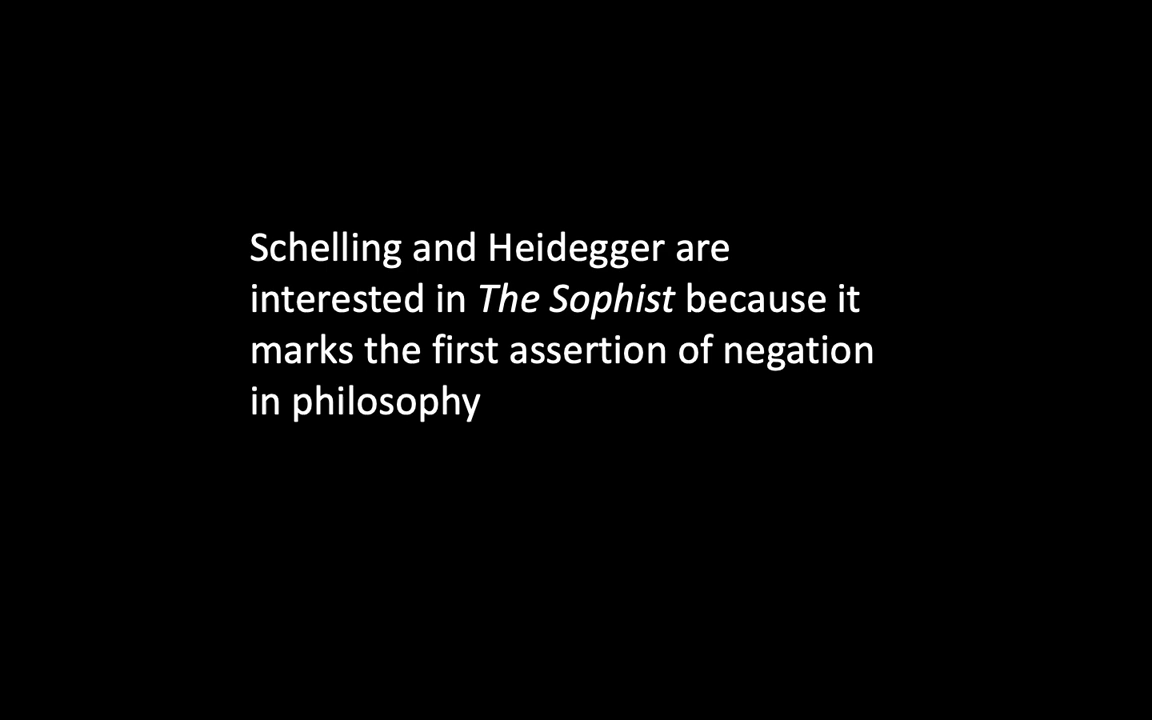 Schelling and Heidegger are
interested in The Sophist because it
marks the first assertion of negation
in philosophy